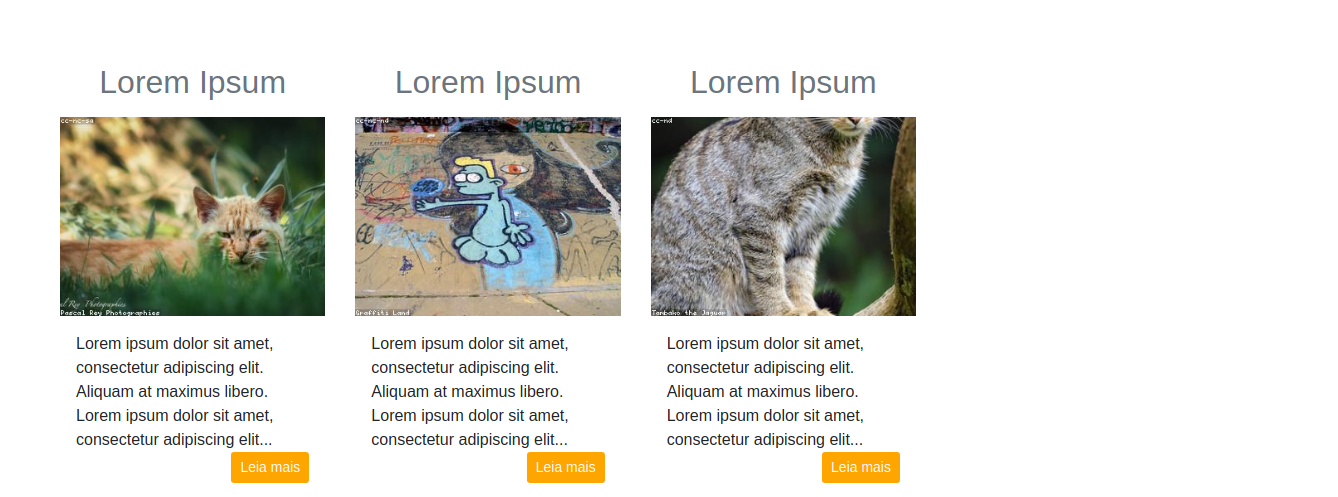 Lorem Ipsum
cc-nc-sa
Pascal Rey Photographies
Lorem ipsum dolor sit amet,
consectetur adipiscing elit.
Aliquam at maximus libero.
Lorem ipsum dolor sit amet,
consectetur adipiscing elit...
Leia mais
Lorem Ipsum
cc-nc-nd
Graffiti Land
Lorem ipsum dolor sit amet,
consectetur adipiscing elit.
Aliquam at maximus libero.
Lorem ipsum dolor sit amet,
consectetur adipiscing elit...
Leia mais
Lorem Ipsum
cc-nd
Tambako the Jaguar
Lorem ipsum dolor sit amet,
consectetur adipiscing elit.
Aliquam at maximus libero.
Lorem ipsum dolor sit amet,
consectetur adipiscing elit...
Leia mais